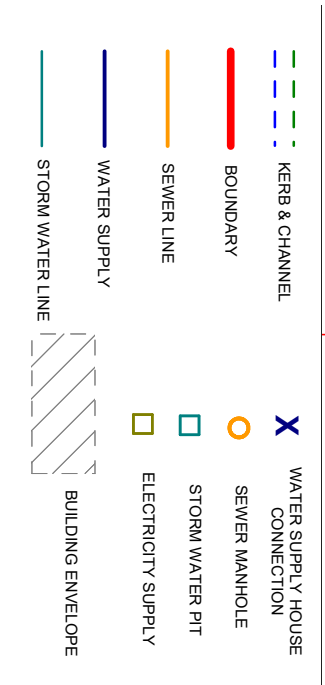 KERB & CHANNEL
BOUNDARY
SEWER LINE
WATER SUPPLY
STORM WATER LINE
X
WATER SUPPLY HOUSE
CONNECTION
SEWER MANHOLE
STORM WATER PIT
ELECTRICITY SUPPLY
BUILDING ENVELOPE